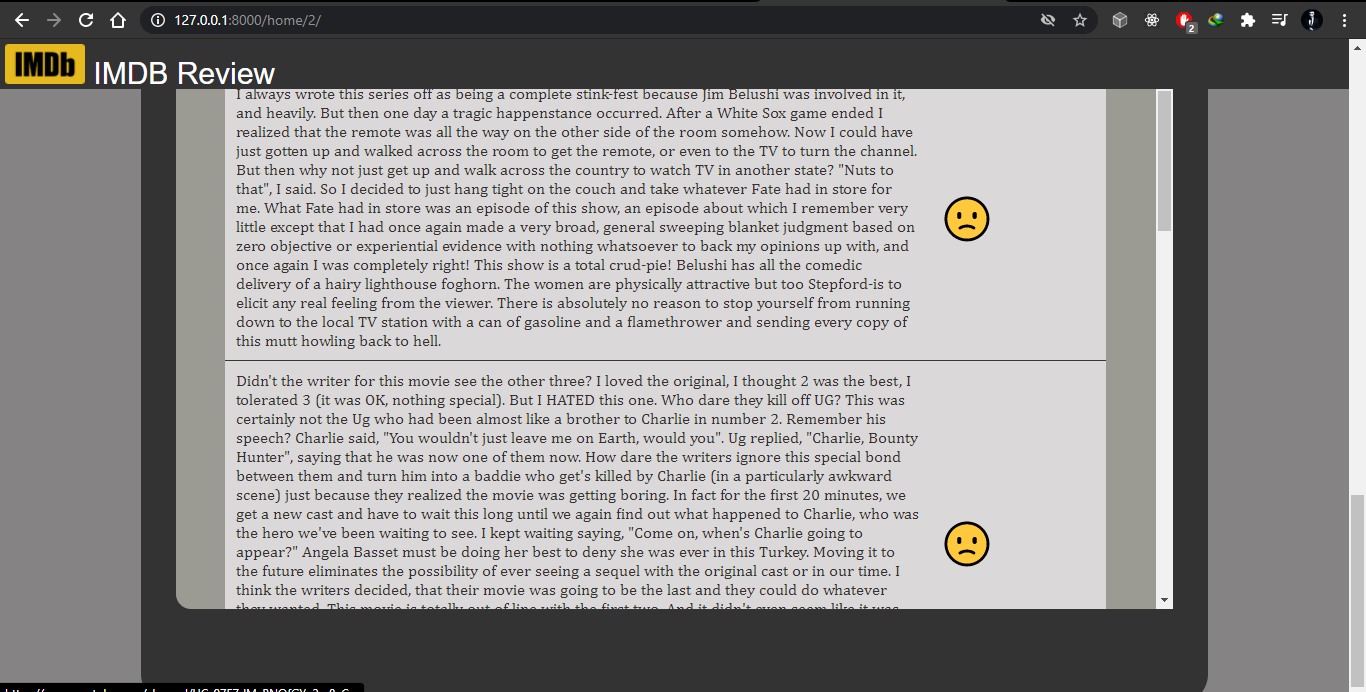 127.0.0.1:8000/home/2/
2
IMDb IMDB Review
I always wrote this series off as being a complete stink-fest because Jim Belushi was involved in it,
and heavily. But then one day a tragic happenstance occurred. After a White Sox game ended I
realized that the remote was all the way on the other side of the room somehow. Now I could have
just gotten up and walked across the room to get the remote, or even to the TV to turn the channel.
But then why not just get up and walk across the country to watch TV in another state? "Nuts to
that", I said. So I decided to just hang tight on the couch and take whatever Fate had in store for
me. What Fate had in store was an episode of this show, an episode about which I remember very
little except that I had once again made a very broad, general sweeping blanket judgment based on
zero objective or experiential evidence with nothing whatsoever to back my opinions up with, and
once again I was completely right! This show is a total crud-pie! Belushi has all the comedic
delivery of a hairy lighthouse foghorn. The women are physically attractive but too Stepford-is to
elicit any real feeling from the viewer. There is absolutely no reason to stop yourself from running
down to the local TV station with a can of gasoline and a flamethrower and sending every copy of
this mutt howling back to hell.
Didn't the writer for this movie see the other three? I loved the original, I thought 2 was the best, I
tolerated 3 (it was OK, nothing special). But I HATED this one. Who dare they kill off UG? This was
certainly not the Ug who had been almost like a brother to Charlie in number 2. Remember his
speech? Charlie said, "You wouldn't just leave me on Earth, would you". Ug replied, "Charlie, Bounty
Hunter", saying that he was now one of them now. How dare the writers ignore this special bond
between them and turn him into a baddie who get's killed by Charlie (in a particularly awkward
scene) just because they realized the movie was getting boring. In fact for the first 20 minutes, we
get a new cast and have to wait this long until we again find out what happened to Charlie, who was
the hero we've been waiting to see. I kept waiting saying, "Come on, when's Charlie going to
appear?" Angela Basset must be doing her best to deny she was ever in this Turkey. Moving it to
the future eliminates the possibility of ever seeing a sequel with the original cast or in our time. I
think the writers decided, that their movie was going to be the last and they could do whatever
they wanted. This movie is totally out of line with the first two. And it didn't even seem like it was